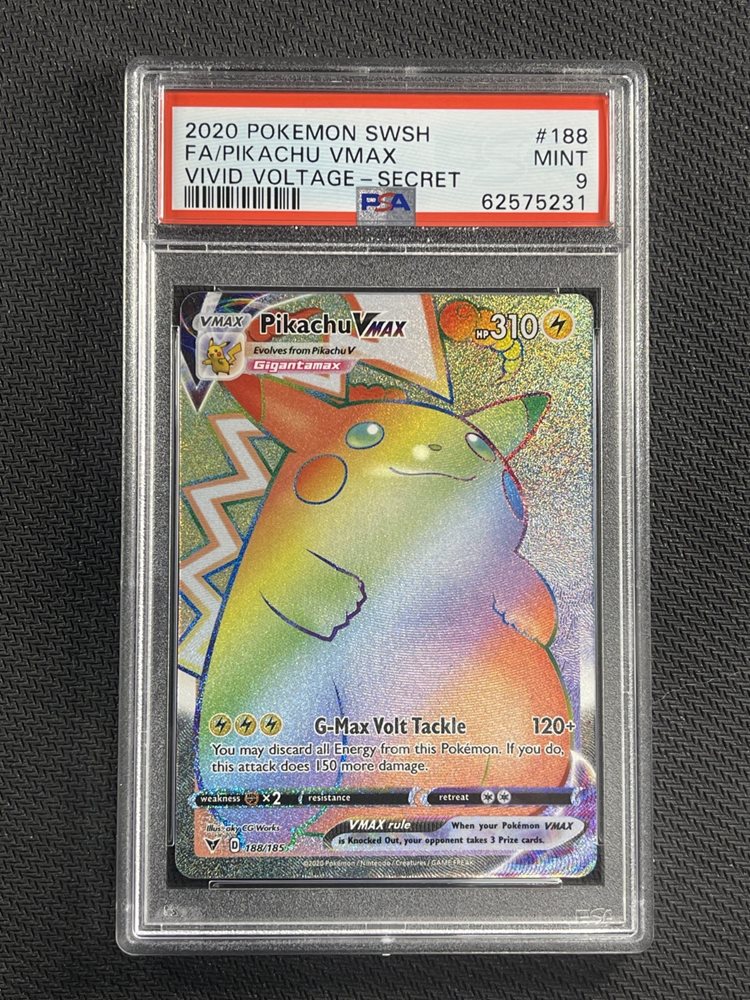 2020 POKEMON SWSH #188
FA/PIKACHU VMAX MINT
VIVID VOLTAGE-SECRET 9
PSA 62575231
VMAX Pikachu VMAX HP 310
Evolves from Pikachu V
Gigantamax
G-Max Volt Tackle 120+
You may discard all Energy from this Pokémon. If you do,
this attack does 150 more damage.
weakness ×2 resistance retreat
Illus. aky CG Works
VMAX rule When your Pokémon VMAX
is Knocked Out, your opponent takes 3 Prize cards.
D 188/185
©2020 Pokémon / Nintendo / Creatures / GAME FREAK